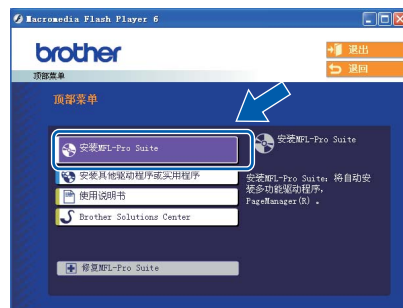 Macromedia Flash Player 6
brother
退出
顶部菜单
退回
顶部菜单
安装MFL-Pro Suite
安装MFL-Pro Suite
安装其他驱动程序或实用程序
安装MFL-Pro Suite：将自动安
装多功能驱动程序，
PageManager(R) 。
使用说明书
Brother Solutions Center
修复MFL-Pro Suite